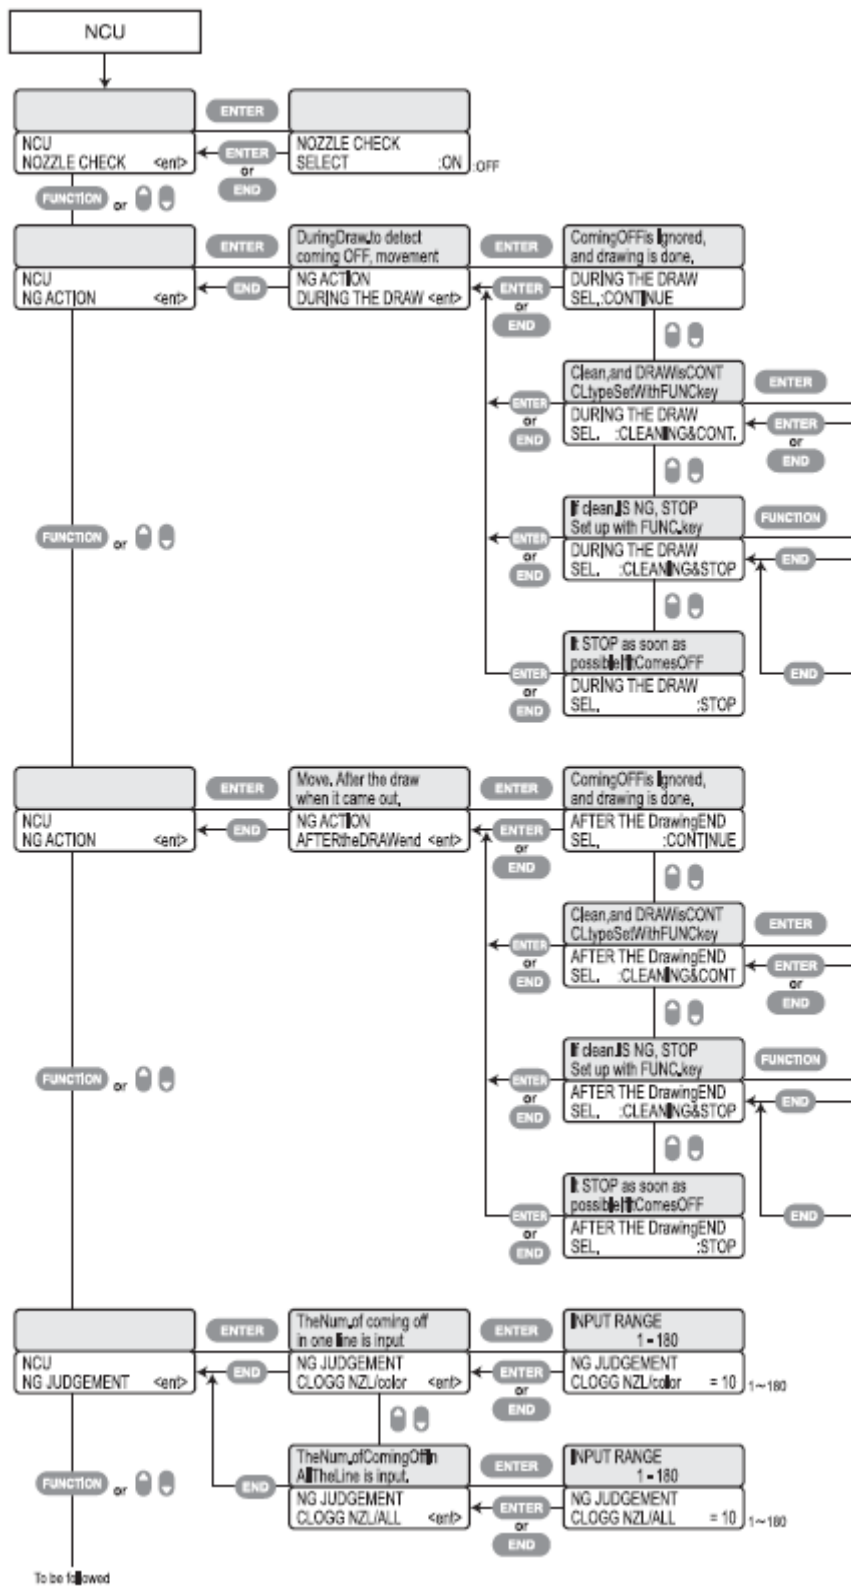 NCU
ENTER
NCU
NOZZLE CHECK <ent>
ENTER
or
END
NOZZLE CHECK
SELECT :ON :OFF
FUNCTION or
ENTER
DuringDraw,to detect
coming OFF, movement
ENTER
ComingOFFis Ignored,
and drawing is done,
NCU
NG ACTION <ent>
END
NG ACTION
DURING THE DRAW <ent>
ENTER
or
END
DURING THE DRAW
SEL,:CONTINUE
Clean,and DRAWisCONT
CLtypeSetWithFUNCkey
ENTER
ENTER
or
END
DURING THE DRAW
SEL, :CLEANING&CONT.
ENTER
or
END
FUNCTION or
If clean.IS NG, STOP
Set up with FUNC.key
FUNCTION
ENTER
or
END
DURING THE DRAW
SEL, :CLEANING&STOP
END
It STOP as soon as
possibleIfItComesOFF
ENTER
or
END
DURING THE DRAW
SEL, :STOP
END
ENTER
Move. After the draw
when it came out,
ENTER
ComingOFFis Ignored,
and drawing is done,
NCU
NG ACTION <ent>
END
NG ACTION
AFTERtheDRAWend <ent>
ENTER
or
END
AFTER THE DrawingEND
SEL, :CONTINUE
Clean,and DRAWisCONT
CLtypeSetWithFUNCkey
ENTER
ENTER
or
END
AFTER THE DrawingEND
SEL, :CLEANING&CONT
ENTER
or
END
FUNCTION or
If clean.IS NG, STOP
Set up with FUNC.key
FUNCTION
ENTER
or
END
AFTER THE DrawingEND
SEL, :CLEANING&STOP
END
It STOP as soon as
possibleIfItComesOFF
ENTER
or
END
AFTER THE DrawingEND
SEL, :STOP
END
ENTER
TheNum.of coming off
in one line is input
ENTER
INPUT RANGE
1 - 180
NCU
NG JUDGEMENT <ent>
END
NG JUDGEMENT
CLOGG NZL/color <ent>
ENTER
or
END
NG JUDGEMENT
CLOGG NZL/color = 10 1~180
FUNCTION or
TheNum.ofComingOffIn
AllTheLine is input.
ENTER
INPUT RANGE
1 - 180
END
NG JUDGEMENT
CLOGG NZL/ALL <ent>
ENTER
or
END
NG JUDGEMENT
CLOGG NZL/ALL = 10 1~180
To be followed